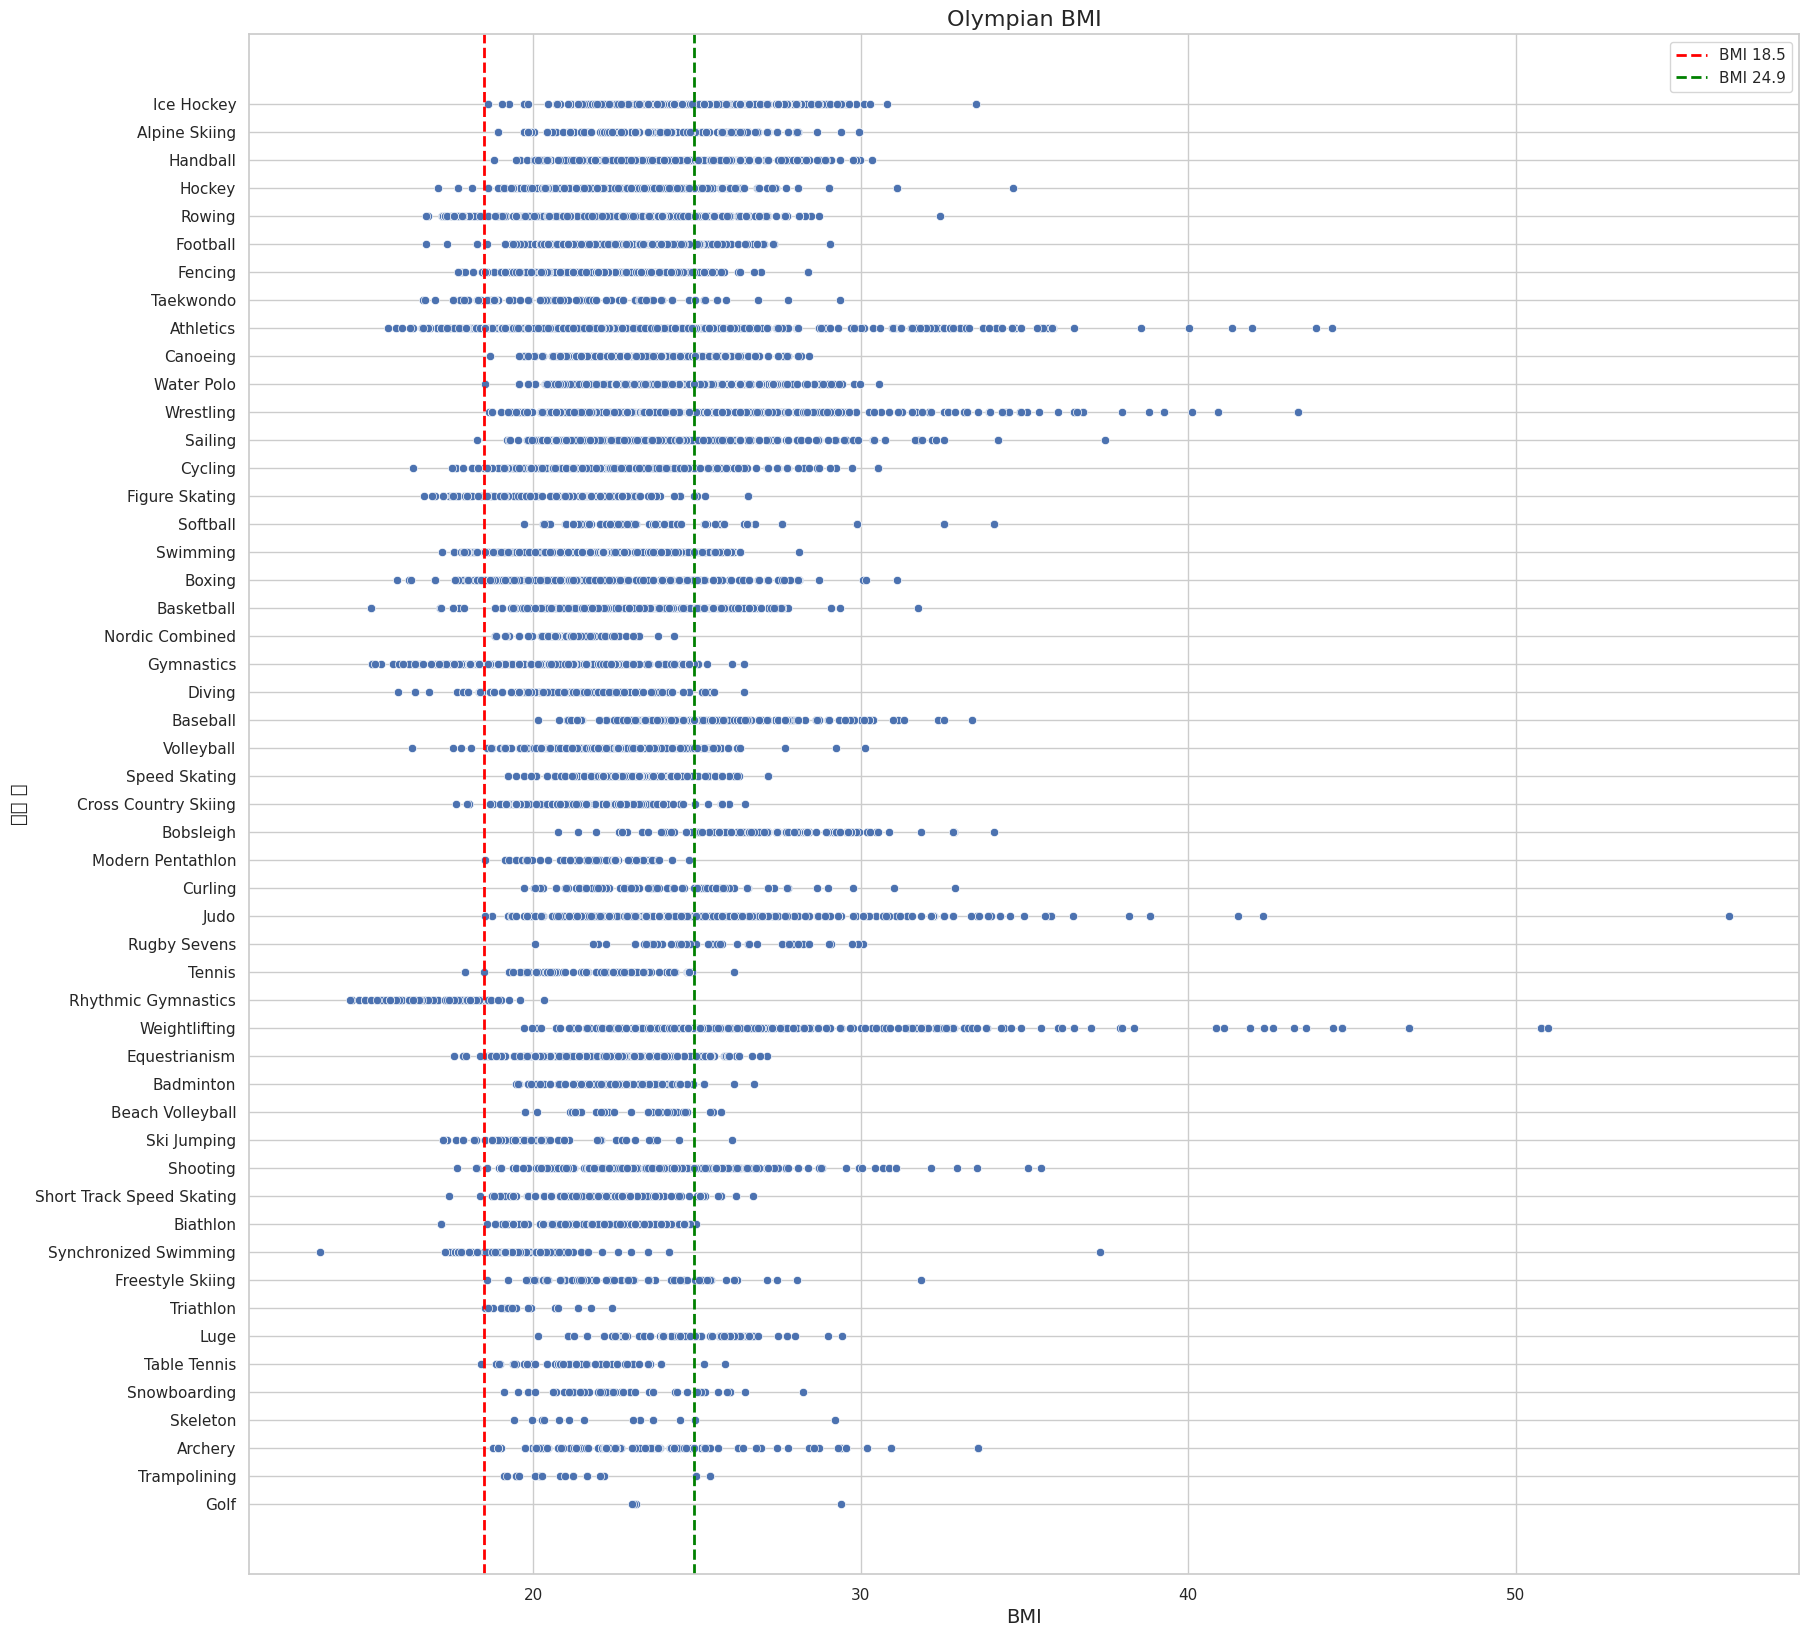 Olympian BMI
BMI 18.5
BMI 24.9
Ice Hockey
Alpine Skiing
Handball
Hockey
Rowing
Football
Fencing
Taekwondo
Athletics
Canoeing
Water Polo
Wrestling
Sailing
Cycling
Figure Skating
Softball
Swimming
Boxing
Basketball
Nordic Combined
Gymnastics
Diving
Baseball
Volleyball
Speed Skating
Cross Country Skiing
Bobsleigh
Modern Pentathlon
Curling
Judo
Rugby Sevens
Tennis
Rhythmic Gymnastics
Weightlifting
Equestrianism
Badminton
Beach Volleyball
Ski Jumping
Shooting
Short Track Speed Skating
Biathlon
Synchronized Swimming
Freestyle Skiing
Triathlon
Luge
Table Tennis
Snowboarding
Skeleton
Archery
Trampolining
Golf
20
30
40
50
BMI